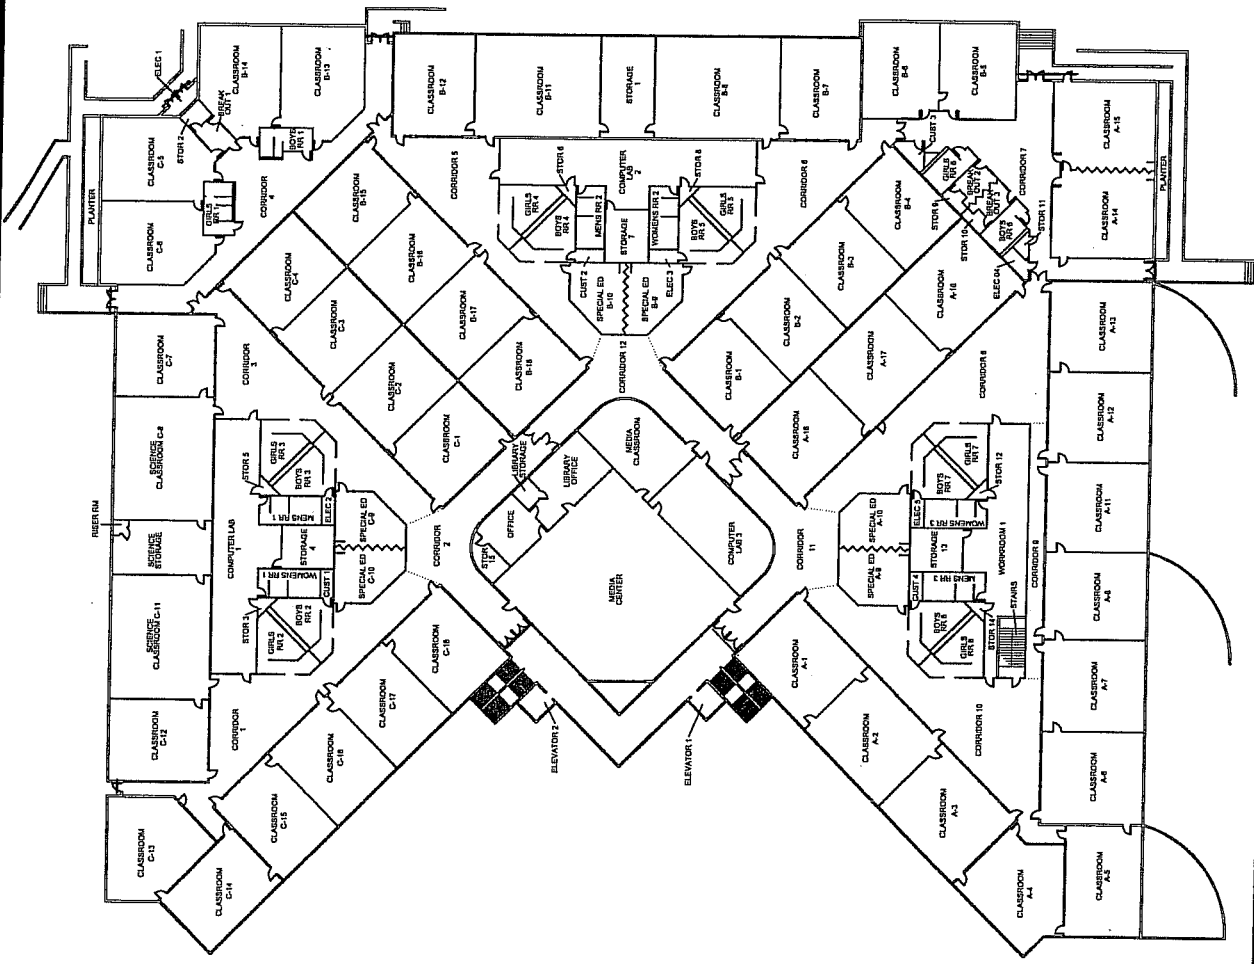 ELEC 1
CLASSROOM
B-14
CLASSROOM
B-13
BREAK
OUT 1
STOR 2
BOYS
RR 1
PLANTER
CLASSROOM
C-5
CLASSROOM
C-6
GIRLS
RR 1
CORRIDOR
4
CLASSROOM
B-12
CLASSROOM
B-11
STORAGE
1
CLASSROOM
B-8
CLASSROOM
B-7
CLASSROOM
B-6
CLASSROOM
B-5
CORRIDOR 5
STOR 6
COMPUTER
LAB
2
STOR 8
GIRLS
RR 4
BOYS
RR 4
MENS RR 2
STORAGE
7
WOMENS RR 2
BOYS
RR 5
GIRLS
RR 5
CUST 2
SPECIAL ED
B-10
SPECIAL ED
B-9
ELEC 3
CORRIDOR 6
CORRIDOR 12
CUST 3
GIRLS
RR 6
BREAK
OUT 2
BREAK
OUT 3
BOYS
RR 6
STOR 9
STOR 10
STOR 11
ELEC 04
CORRIDOR 7
CLASSROOM
A-15
CLASSROOM
A-14
PLANTER
CLASSROOM
B-15
CLASSROOM
B-16
CLASSROOM
B-17
CLASSROOM
B-18
CLASSROOM
C-4
CLASSROOM
C-3
CLASSROOM
C-2
CLASSROOM
C-1
CLASSROOM
B-4
CLASSROOM
B-3
CLASSROOM
B-2
CLASSROOM
B-1
CLASSROOM
A-16
CLASSROOM
A-17
CLASSROOM
A-18
CORRIDOR
3
CLASSROOM
C-7
SCIENCE
CLASSROOM C-8
RISER RM
SCIENCE
STORAGE
SCIENCE
CLASSROOM C-11
CLASSROOM
C-12
CLASSROOM
C-13
CLASSROOM
C-14
CLASSROOM
C-15
CLASSROOM
C-16
CLASSROOM
C-17
CLASSROOM
C-18
CORRIDOR
1
COMPUTER LAB
1
STOR 5
GIRLS
RR 3
BOYS
RR 3
MENS RR 1
ELEC 2
STORAGE
4
WOMENS RR 1
CUST 1
STOR 3
BOYS
RR 2
GIRLS
RR 2
SPECIAL ED
C-9
SPECIAL ED
C-10
CORRIDOR
2
LIBRARY
STORAGE
LIBRARY
OFFICE
OFFICE
STOR
15
MEDIA
CLASSROOM
MEDIA
CENTER
COMPUTER
LAB 3
ELEVATOR 2
ELEVATOR 1
CORRIDOR
11
SPECIAL ED
A-10
SPECIAL ED
A-9
ELEC 5
WOMENS RR 3
STORAGE
13
MENS RR 3
CUST 4
GIRLS
RR 7
BOYS
RR 7
STOR 12
BOYS
RR 8
GIRLS
RR 8
STOR 14
WORKROOM 1
STAIRS
CORRIDOR 8
CORRIDOR 9
CORRIDOR 10
CLASSROOM
A-13
CLASSROOM
A-12
CLASSROOM
A-11
CLASSROOM
A-8
CLASSROOM
A-7
CLASSROOM
A-6
CLASSROOM
A-5
CLASSROOM
A-4
CLASSROOM
A-3
CLASSROOM
A-2
CLASSROOM
A-1